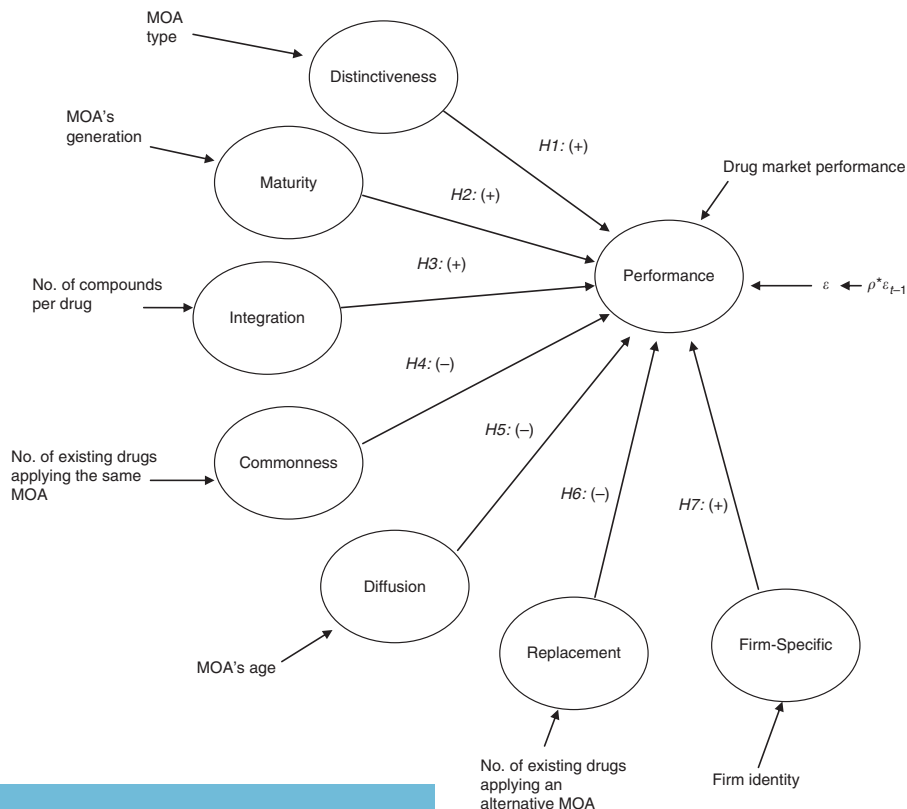 MOA
type
Distinctiveness
MOA's
generation
H1: (+)
Maturity
H2: (+)
Drug market performance
H3: (+)
Performance
No. of compounds
per drug
Integration
ε
ρ*εt–1
H4: (–)
H5: (–)
No. of existing drugs
applying the same
MOA
Commonness
H6: (–)
H7: (+)
Diffusion
MOA's age
Replacement
Firm-Specific
No. of existing drugs
applying an
alternative MOA
Firm identity